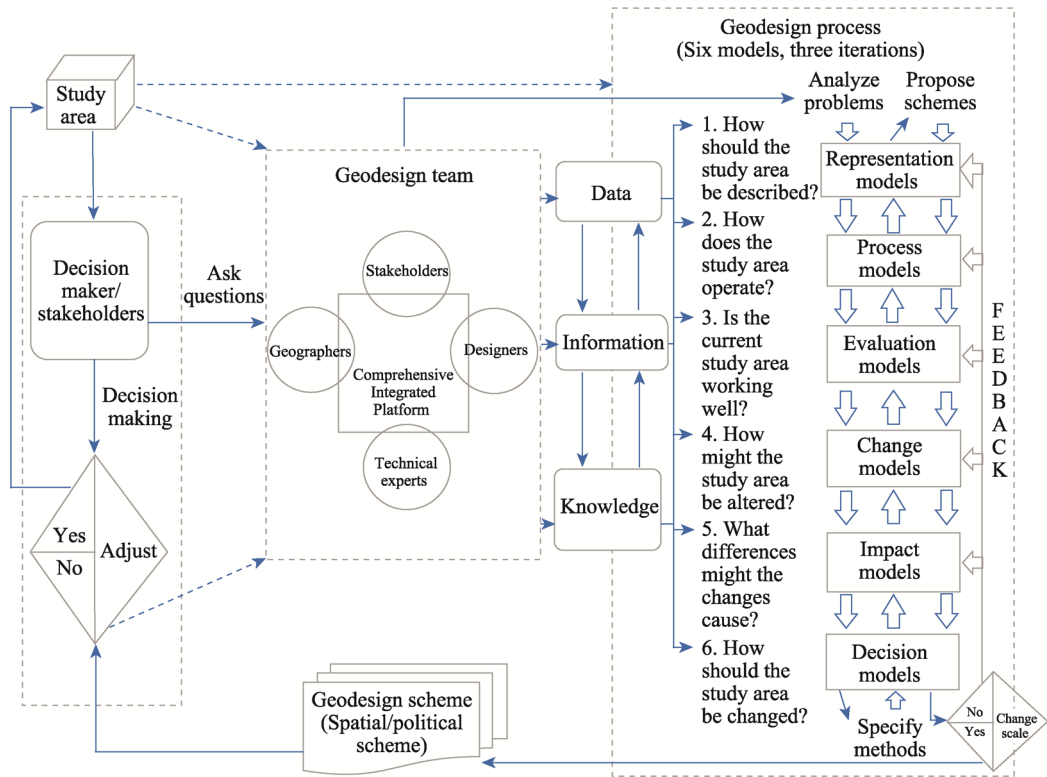 Geodesign process
(Six models, three iterations)
Study
area
Analyze
problems
Propose
schemes
Geodesign team
Decision
maker/
stakeholders
Ask
questions
Stakeholders
Geographers
Designers
Comprehensive
Integrated
Platform
Technical
experts
Data
Information
Knowledge
1. How
should the
study area
be described?
2. How
does the
study area
operate?
3. Is the
current
study area
working
well?
4. How
might the
study area
be altered?
5. What
differences
might the
changes
cause?
6. How
should the
study area
be changed?
Representation
models
Process
models
Evaluation
models
Change
models
Impact
models
Decision
models
Specify
methods
F
E
E
D
B
A
C
K
No
Yes
Change
scale
Decision
making
Yes
No
Adjust
Geodesign scheme
(Spatial/political
scheme)